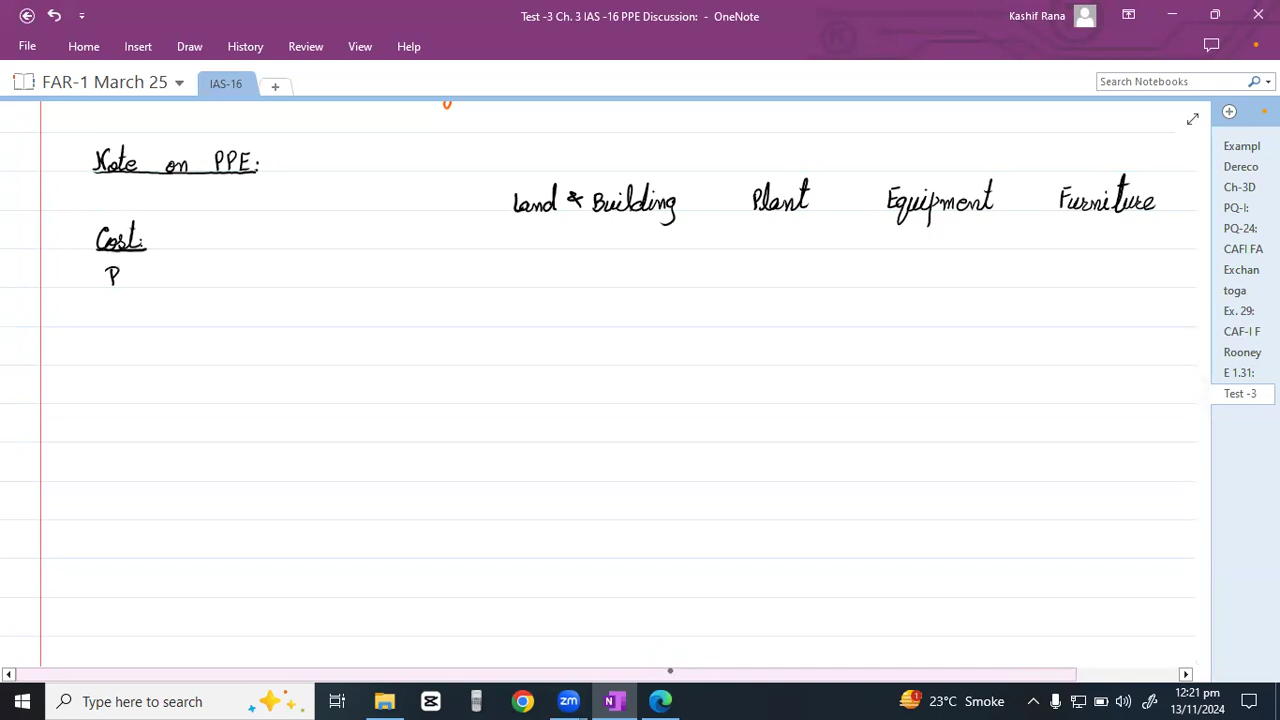 Test -3 Ch. 3 IAS -16 PPE Discussion: - OneNote
Kashif Rana
File Home Insert Draw History Review View Help
FAR-1 March 25
IAS-16
Search Notebooks
Note on PPE:
Land & Building Plant Equipment Furniture
Cost:
P
Exampl
Dereco
Ch-3D
PQ-I:
PQ-24:
CAFI FA
Exchan
toga
Ex. 29:
CAF-I F
Rooney
E 1.31:
Test -3
Type here to search
zm
N
1
23°C Smoke
12:21 pm
13/11/2024